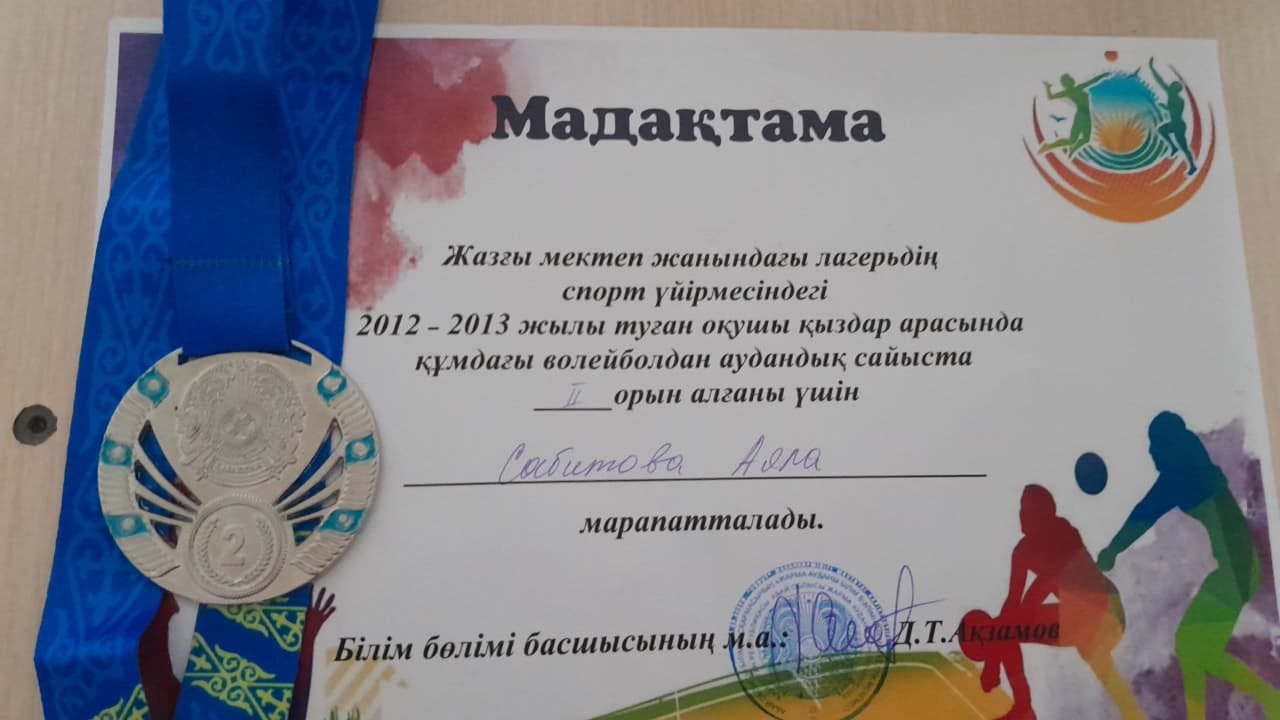 Мадақтама
Жазғы мектеп жанындағы лагерьдің
спорт үйірмесіндегі
2012 – 2013 жылы туған оқушы қыздар арасында
құмдағы волейболдан аудандық сайыста
II орын алғаны үшін
Сабитова Аяла
марапатталады.
Білім бөлімі басшысының м.а.: Д.Т.Ақзамов
2